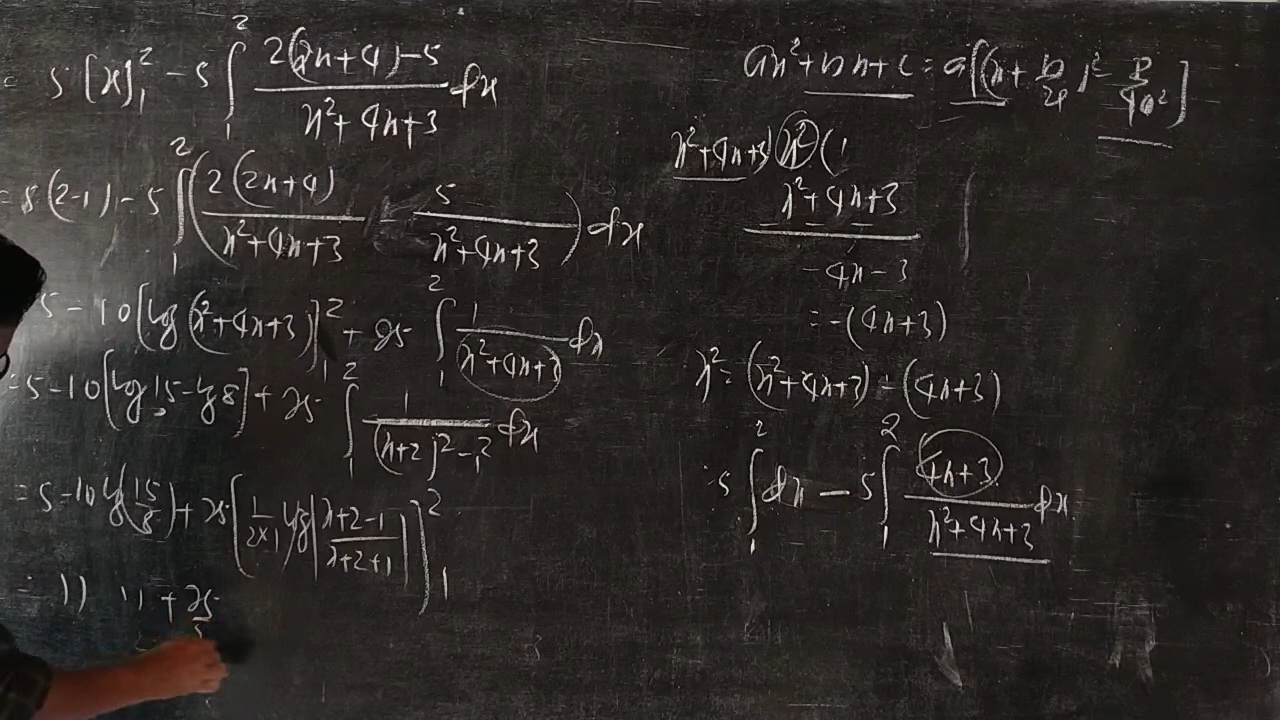 = 5 [x]₁² - 5 ∫₁² (2(2x+4)-5)/(x²+4x+3) dx
= 5(2-1) - 5 ∫₁² (2(2x+4)/(x²+4x+3) - 5/(x²+4x+3)) dx
5 - 10[log(x²+4x+3)]₁² + 25 ∫₁² 1/(x²+4x+3) dx
= 5-10[log 15 - log 8] + 25 ∫₁² 1/((x+2)²-1²) dx
= 5-10 log(15/8) + 25 [1/(2×1) log|(x+2-1)/(x+2+1)|]₁²
= 11 11 + 25
ax²+bx+c = a[(x+b/2a)² - D/4a²]
x²+4x+3) x² (1
x²+4x+3
-4x-3
= -(4x+3)
x² = (x²+4x+3) - (4x+3)
5 ∫₁² dx - 5 ∫₁² (4x+3)/(x²+4x+3) dx